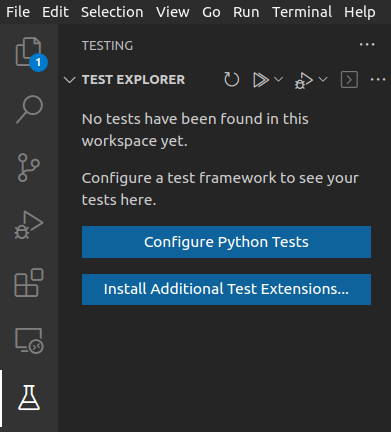 File Edit Selection View Go Run Terminal Help
TESTING
TEST EXPLORER
1
No tests have been found in this
workspace yet.
Configure a test framework to see your
tests here.
Configure Python Tests
Install Additional Test Extensions...